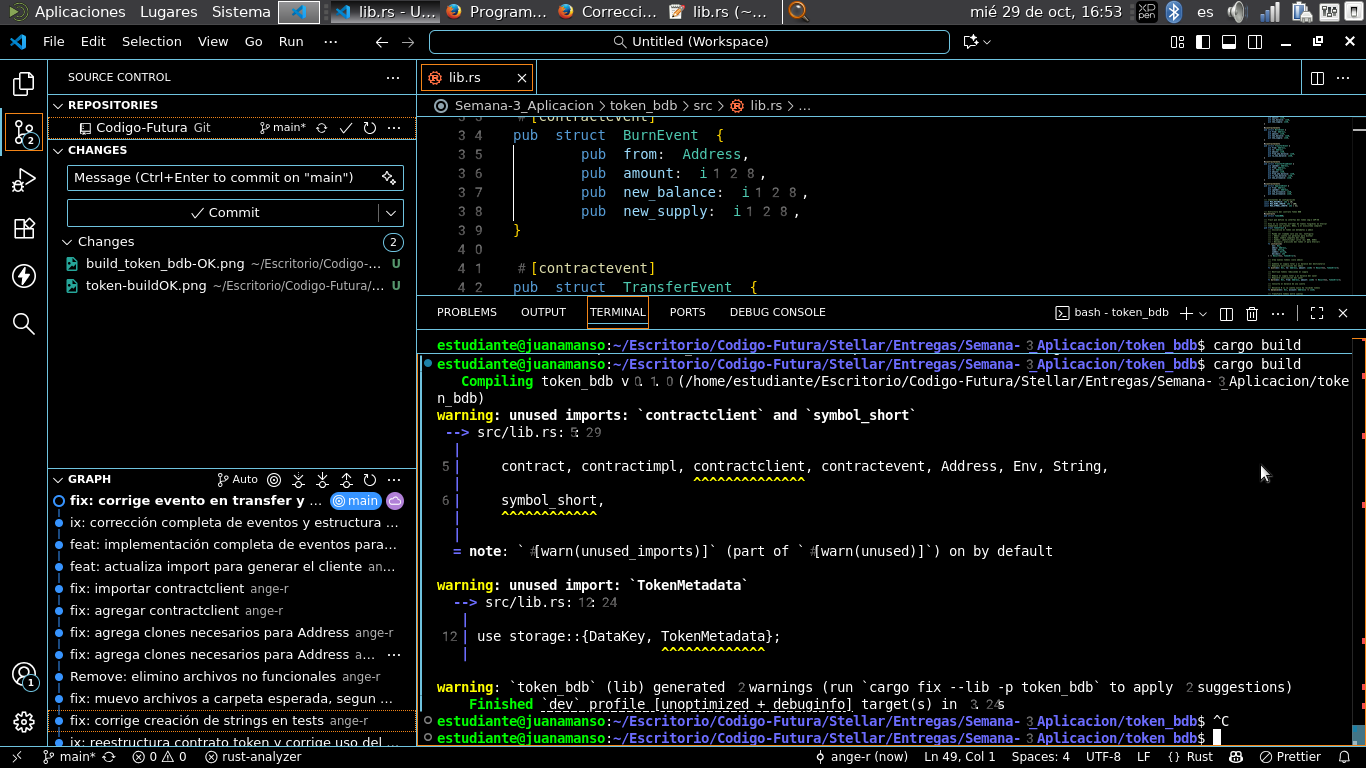 Aplicaciones Lugares Sistema lib.rs - U... Program... Correcci... lib.rs (~... mié 29 de oct, 16:53 XP PEN es
File Edit Selection View Go Run ··· Untitled (Workspace)
SOURCE CONTROL ···
REPOSITORIES
Codigo-Futura Git main* ···
CHANGES
Message (Ctrl+Enter to commit on "main")
Commit
Changes 2
build_token_bdb-OK.png ~/Escritorio/Codigo-... U
token-buildOK.png ~/Escritorio/Codigo-Futura/... U
GRAPH Auto ···
fix: corrige evento en transfer y ... main
ix: corrección completa de eventos y estructura ...
feat: implementación completa de eventos para...
feat: actualiza import para generar el cliente an...
fix: importar contractclient ange-r
fix: agregar contractclient ange-r
fix: agrega clones necesarios para Address ange-r
fix: agrega clones necesarios para Address a... ···
Remove: elimino archivos no funcionales ange-r
fix: muevo archivos a carpeta esperada, segun ...
fix: corrige creación de strings en tests ange-r
ix: reestructura contrato token y corrige uso del ...
2
1
lib.rs ···
Semana-3_Aplicacion > token_bdb > src > lib.rs > ...
33 #[contractevent]
34 pub struct BurnEvent {
35 pub from: Address,
36 pub amount: i128,
37 pub new_balance: i128,
38 pub new_supply: i128,
39 }
40
41 #[contractevent]
42 pub struct TransferEvent {
PROBLEMS OUTPUT TERMINAL PORTS DEBUG CONSOLE bash - token_bdb ···
estudiante@juanamanso:~/Escritorio/Codigo-Futura/Stellar/Entregas/Semana-3_Aplicacion/token_bdb$ cargo build
estudiante@juanamanso:~/Escritorio/Codigo-Futura/Stellar/Entregas/Semana-3_Aplicacion/token_bdb$ cargo build
Compiling token_bdb v0.1.0 (/home/estudiante/Escritorio/Codigo-Futura/Stellar/Entregas/Semana-3_Aplicacion/toke
n_bdb)
warning: unused imports: `contractclient` and `symbol_short`
--> src/lib.rs:5:29
|
5 | contract, contractimpl, contractclient, contractevent, Address, Env, String,
| ^^^^^^^^^^^^^^
6 | symbol_short,
| ^^^^^^^^^^^^
|
= note: `#[warn(unused_imports)]` (part of `#[warn(unused)]`) on by default
warning: unused import: `TokenMetadata`
--> src/lib.rs:12:24
|
12 | use storage::{DataKey, TokenMetadata};
| ^^^^^^^^^^^^^
warning: `token_bdb` (lib) generated 2 warnings (run `cargo fix --lib -p token_bdb` to apply 2 suggestions)
Finished `dev` profile [unoptimized + debuginfo] target(s) in 3.24s
estudiante@juanamanso:~/Escritorio/Codigo-Futura/Stellar/Entregas/Semana-3_Aplicacion/token_bdb$ ^C
estudiante@juanamanso:~/Escritorio/Codigo-Futura/Stellar/Entregas/Semana-3_Aplicacion/token_bdb$
main* 0 0 rust-analyzer ange-r (now) Ln 49, Col 1 Spaces: 4 UTF-8 LF {} Rust Prettier